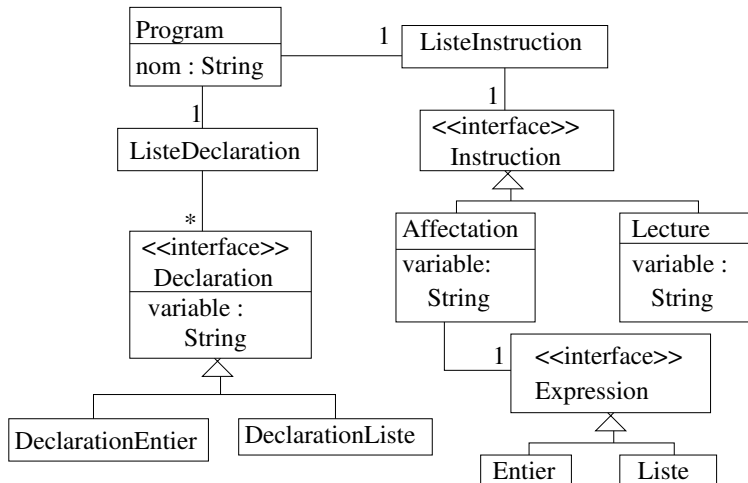 Program
nom : String
1
ListeInstruction
1
1
ListeDeclaration
<<interface>>
Instruction
*
<<interface>>
Declaration
variable :
String
Affectation
variable:
String
Lecture
variable :
String
1
<<interface>>
Expression
DeclarationEntier
DeclarationListe
Entier
Liste